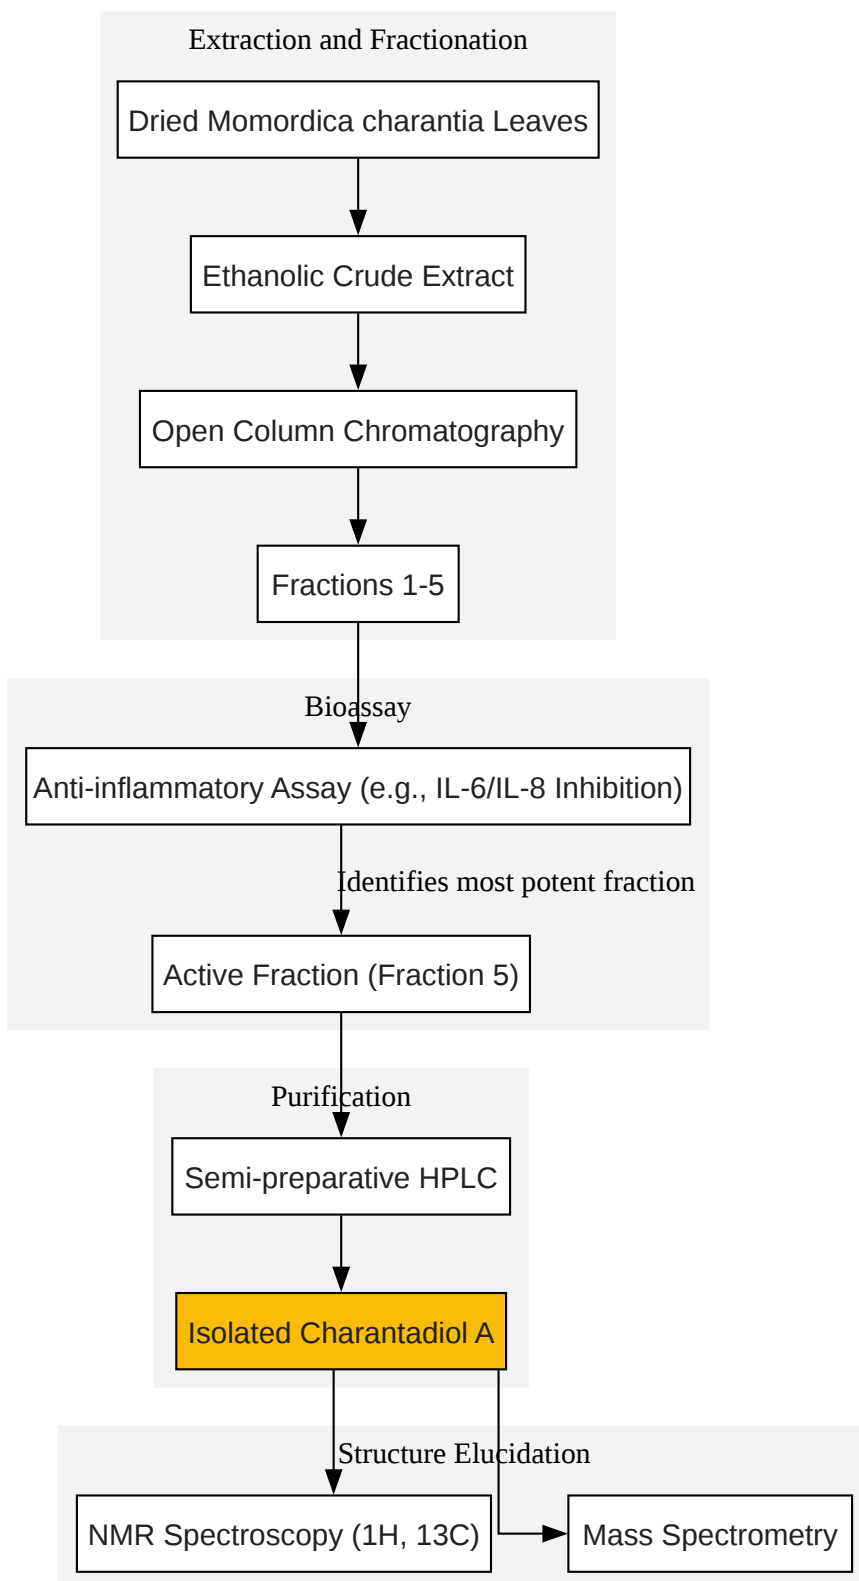 Extraction and Fractionation
Dried Momordica charantia Leaves
Ethanolic Crude Extract
Open Column Chromatography
Fractions 1-5
Bioassay
Anti-inflammatory Assay (e.g., IL-6/IL-8 Inhibition)
Identifies most potent fraction
Active Fraction (Fraction 5)
Purification
Semi-preparative HPLC
Isolated Charantadiol A
Structure Elucidation
NMR Spectroscopy (1H, 13C)
Mass Spectrometry